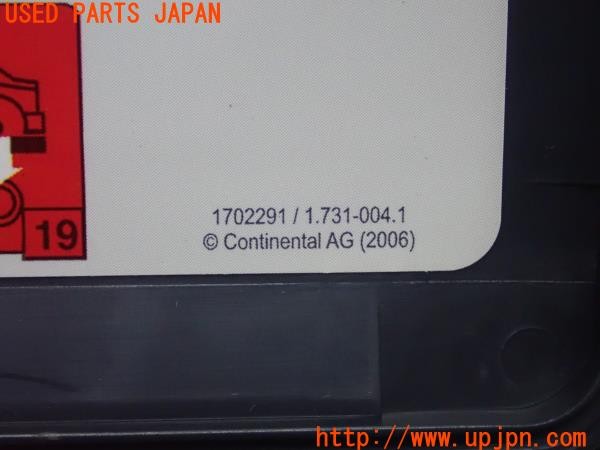 USED PARTS JAPAN
19
1702291 / 1.731-004.1
© Continental AG (2006)
http://www.upjpn.com